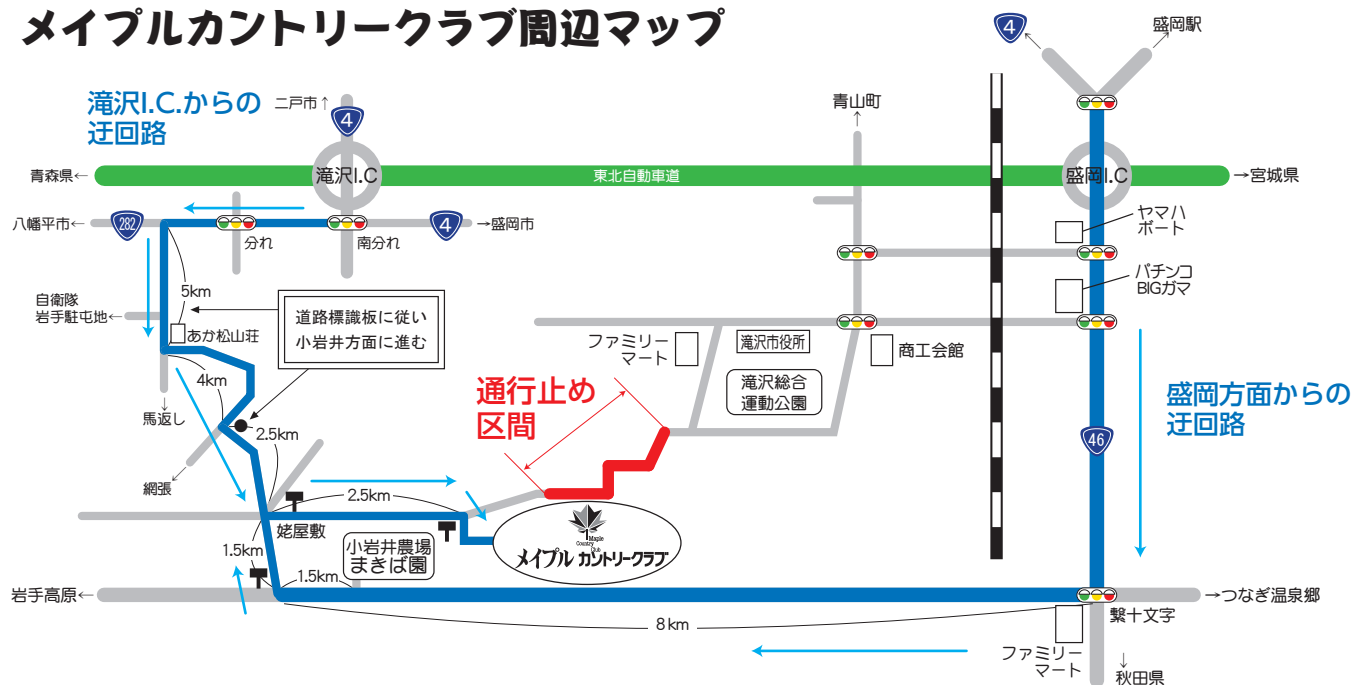 メイプルカントリークラブ周辺マップ
4
盛岡駅
滝沢I.C.からの
迂回路
二戸市↑
4
青山町
↑
青森県←
滝沢I.C
東北自動車道
盛岡I.C
→宮城県
八幡平市←
282
分れ
南分れ
4
→盛岡市
ヤマハ
ボート
パチンコ
BIGガマ
5km
自衛隊
岩手駐屯地←
あか松山荘
道路標識板に従い
小岩井方面に進む
ファミリー
マート
滝沢市役所
商工会館
滝沢総合
運動公園
4km
↓
馬返し
通行止め
区間
盛岡方面からの
迂回路
46
2.5km
網張
2.5km
姥屋敷
小岩井農場
まきば園
Maple
Country
Club
メイプル カントリークラブ
1.5km
1.5km
岩手高原←
→つなぎ温泉郷
繋十文字
8km
ファミリー
マート
↓
秋田県